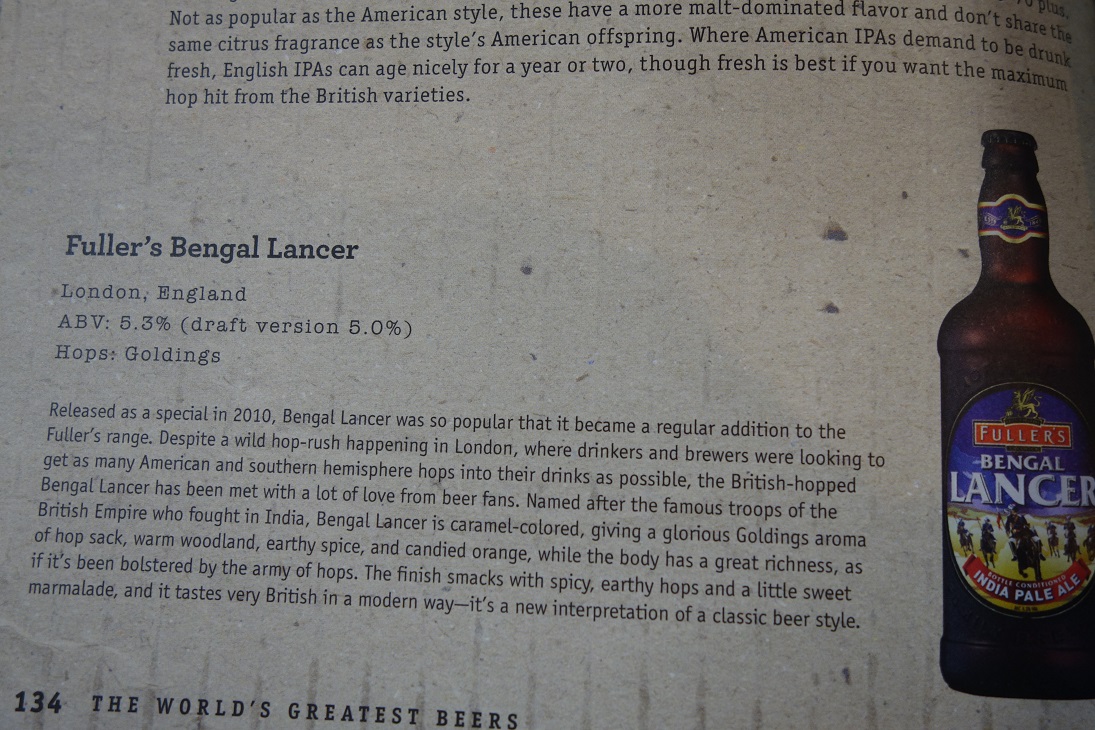 plus.
Not as popular as the American style, these have a more malt-dominated flavor and don't share the
same citrus fragrance as the style's American offspring. Where American IPAs demand to be drunk
fresh, English IPAs can age nicely for a year or two, though fresh is best if you want the maximum
hop hit from the British varieties.
Fuller's Bengal Lancer
London, England
ABV: 5.3% (draft version 5.0%)
Hops: Goldings
Released as a special in 2010, Bengal Lancer was so popular that it became a regular addition to the
Fuller's range. Despite a wild hop-rush happening in London, where drinkers and brewers were looking to
get as many American and southern hemisphere hops into their drinks as possible, the British-hopped
Bengal Lancer has been met with a lot of love from beer fans. Named after the famous troops of the
British Empire who fought in India, Bengal Lancer is caramel-colored, giving a glorious Goldings aroma
of hop sack, warm woodland, earthy spice, and candied orange, while the body has a great richness, as
if it's been bolstered by the army of hops. The finish smacks with spicy, earthy hops and a little sweet
marmalade, and it tastes very British in a modern way—it's a new interpretation of a classic beer style.
FULLER'S
BENGAL
LANCER
BOTTLE CONDITIONED
INDIA PALE ALE
134 THE WORLD'S GREATEST BEERS